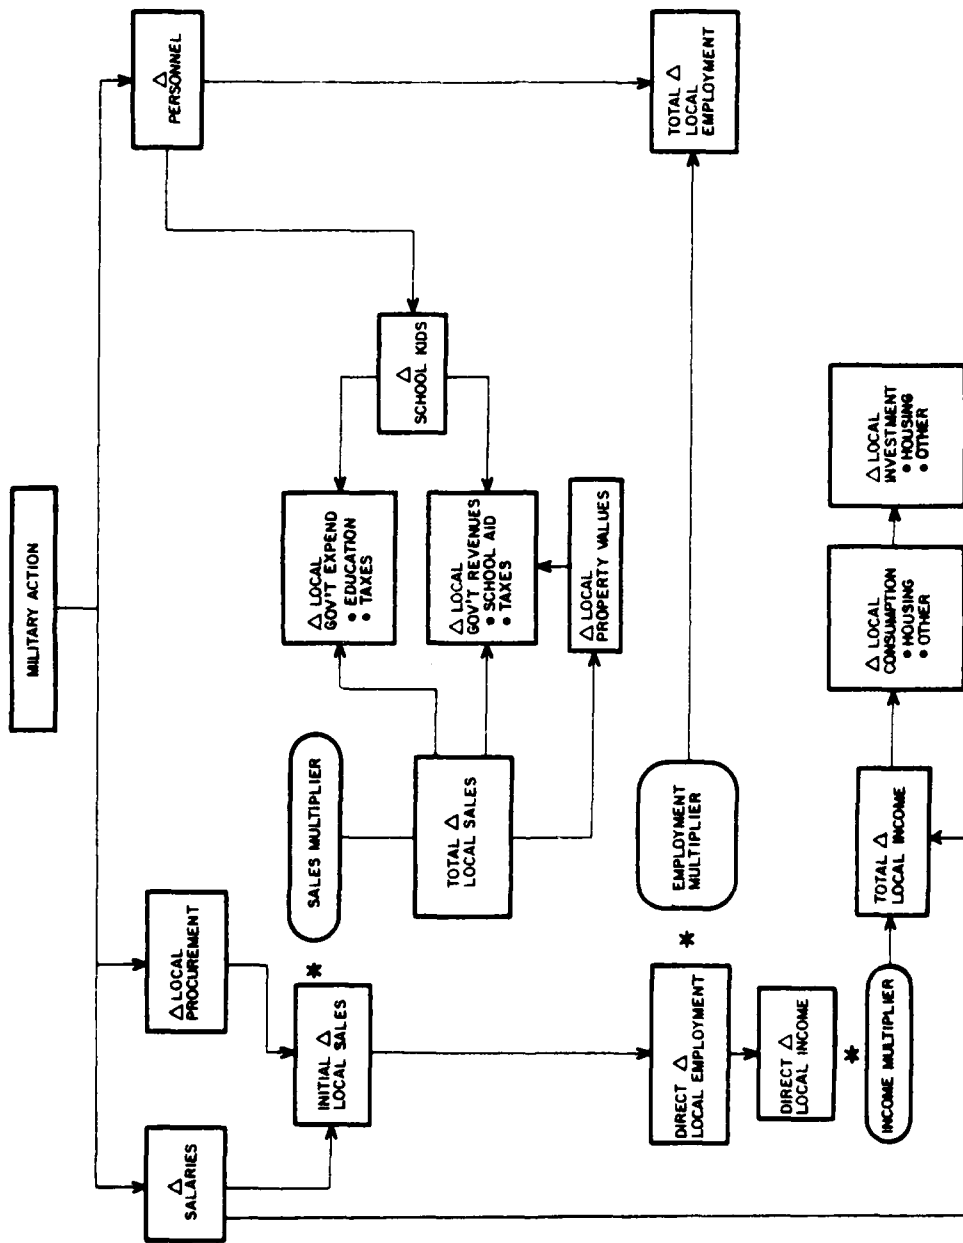 MILITARY ACTION
Δ
SALARIES
Δ LOCAL
PROCUREMENT
Δ
PERSONNEL
INITIAL Δ
LOCAL SALES
*
SALES MULTIPLIER
TOTAL Δ
LOCAL SALES
Δ LOCAL
GOV'T EXPEND
• EDUCATION
• TAXES
Δ LOCAL
GOV'T REVENUES
• SCHOOL AID
• TAXES
Δ LOCAL
PROPERTY VALUES
Δ
SCHOOL KIDS
DIRECT Δ
LOCAL EMPLOYMENT
*
EMPLOYMENT
MULTIPLIER
TOTAL Δ
LOCAL
EMPLOYMENT
DIRECT Δ
LOCAL INCOME
*
INCOME MULTIPLIER
TOTAL Δ
LOCAL INCOME
Δ LOCAL
CONSUMPTION
• HOUSING
• OTHER
Δ LOCAL
INVESTMENT
• HOUSING
• OTHER